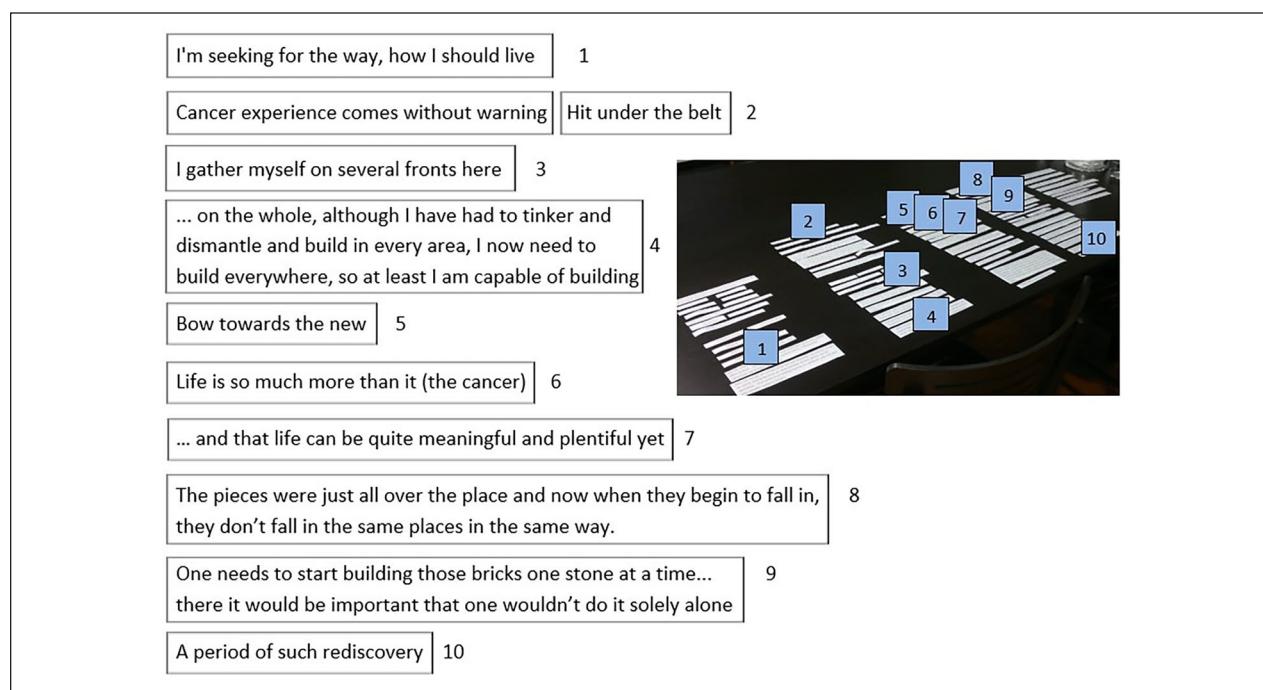 I'm seeking for the way, how I should live 1
Cancer experience comes without warning Hit under the belt 2
I gather myself on several fronts here 3
... on the whole, although I have had to tinker and
dismantle and build in every area, I now need to
build everywhere, so at least I am capable of building
4
Bow towards the new 5
Life is so much more than it (the cancer) 6
... and that life can be quite meaningful and plentiful yet 7
The pieces were just all over the place and now when they begin to fall in,
they don’t fall in the same places in the same way.
8
One needs to start building those bricks one stone at a time...
there it would be important that one wouldn’t do it solely alone
9
A period of such rediscovery 10
8
9
5
6
7
2
10
3
4
1